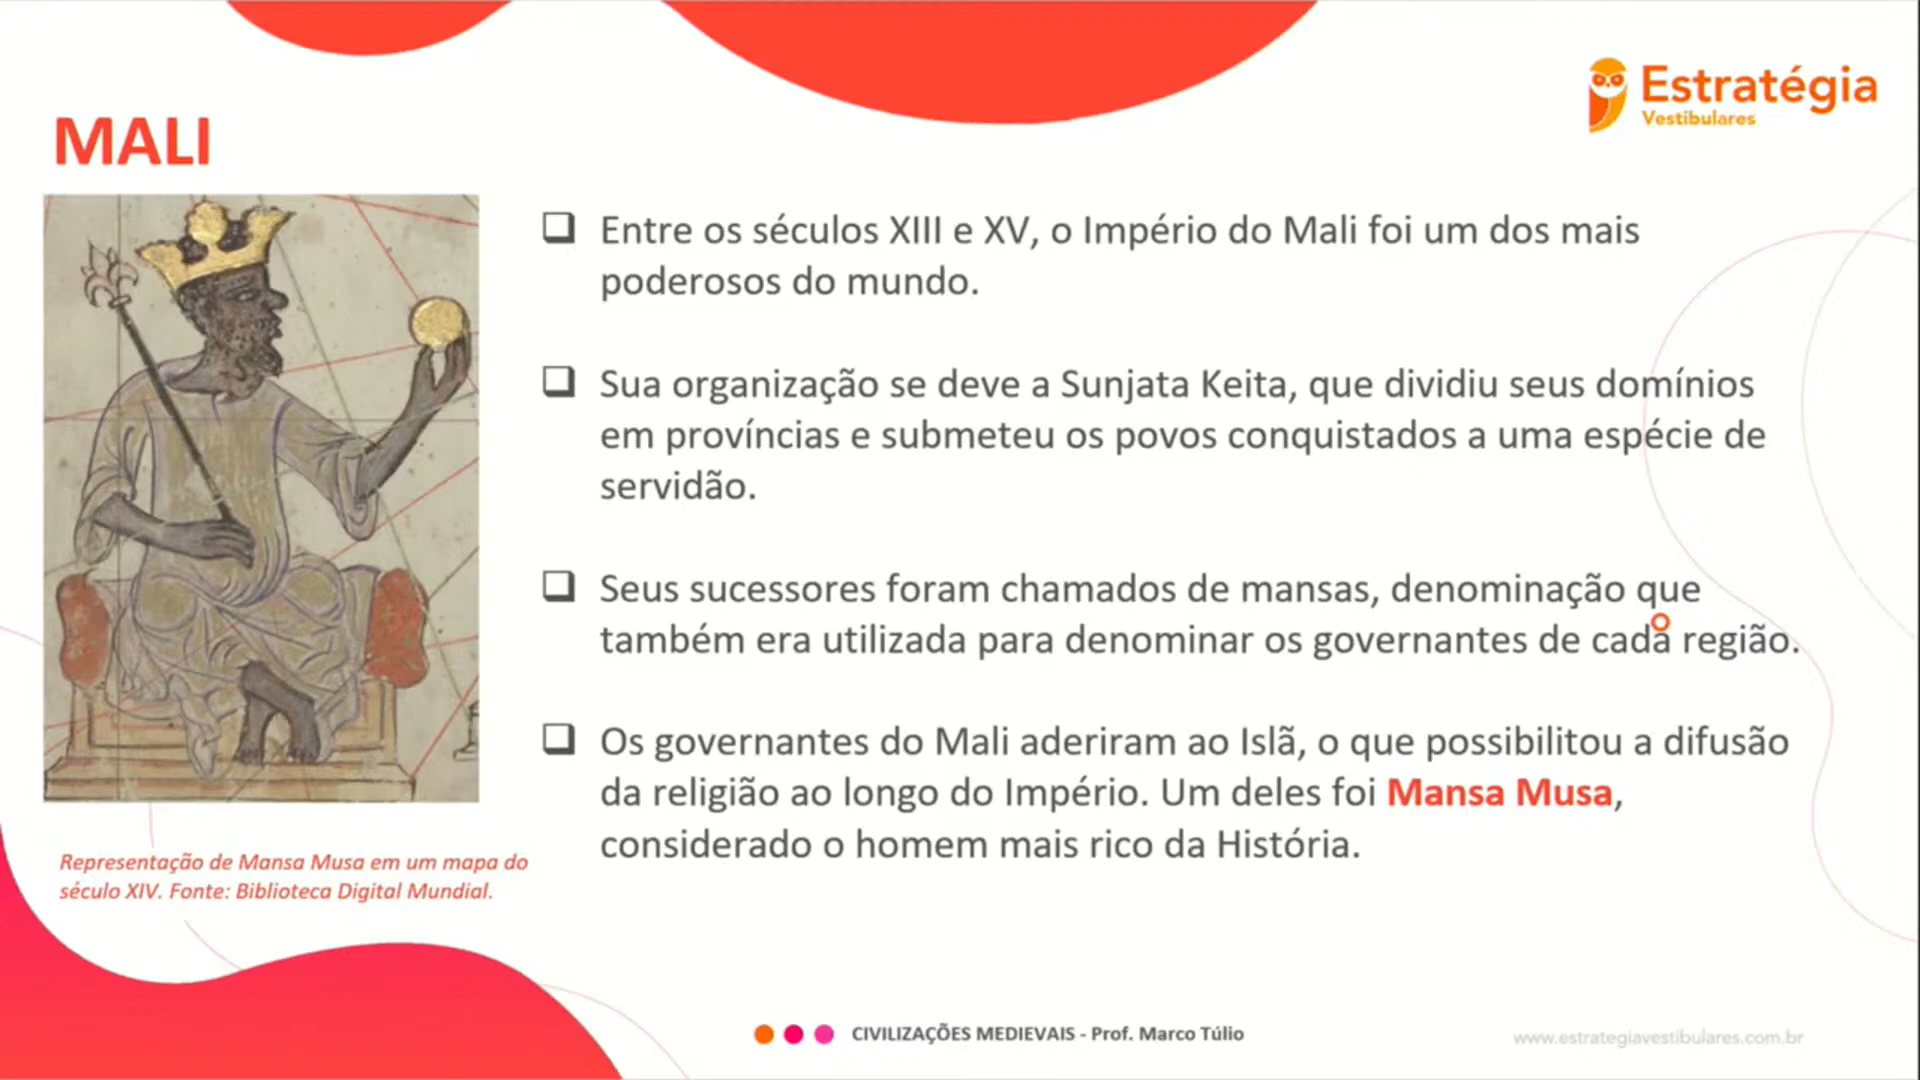 Estratégia
Vestibulares
MALI
❑ Entre os séculos XIII e XV, o Império do Mali foi um dos mais
poderosos do mundo.
❑ Sua organização se deve a Sunjata Keita, que dividiu seus domínios
em províncias e submeteu os povos conquistados a uma espécie de
servidão.
❑ Seus sucessores foram chamados de mansas, denominação que
também era utilizada para denominar os governantes de cada região.
❑ Os governantes do Mali aderiram ao Islã, o que possibilitou a difusão
da religião ao longo do Império. Um deles foi Mansa Musa,
considerado o homem mais rico da História.
Representação de Mansa Musa em um mapa do
século XIV. Fonte: Biblioteca Digital Mundial.
CIVILIZAÇÕES MEDIEVAIS - Prof. Marco Túlio
www.estrategiavestibulares.com.br